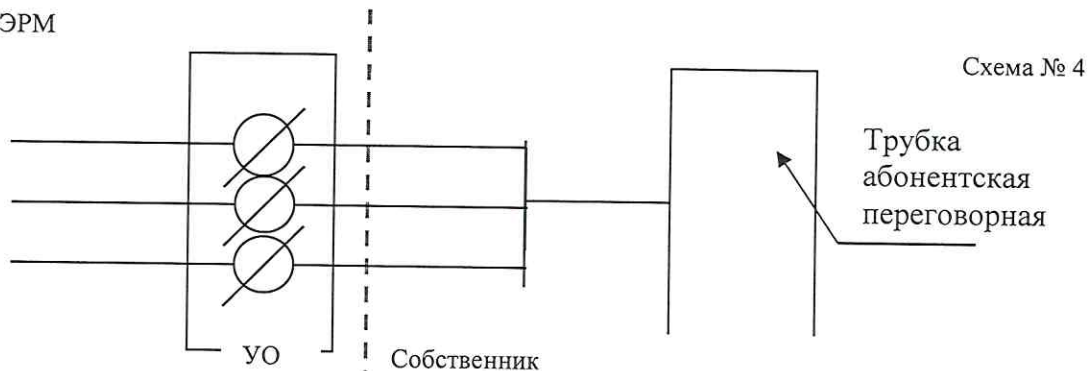 ЭРМ
Схема № 4
Трубка
абонентская
переговорная
УО
Собственник